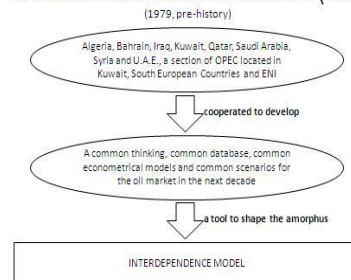 (1979, pre-history)
Algeria, Bahrain, Iraq, Kuwait, Qatar, Saudi Arabia,
Syria and U.A.E., a section of OPEC located in
Kuwait, South European Countries and ENI
cooperated to develop
A common thinking, common database, common
econometrical models and common scenarios for
the oil market in the next decade
a tool to shape the amorphus
INTERDEPENDENCE MODEL